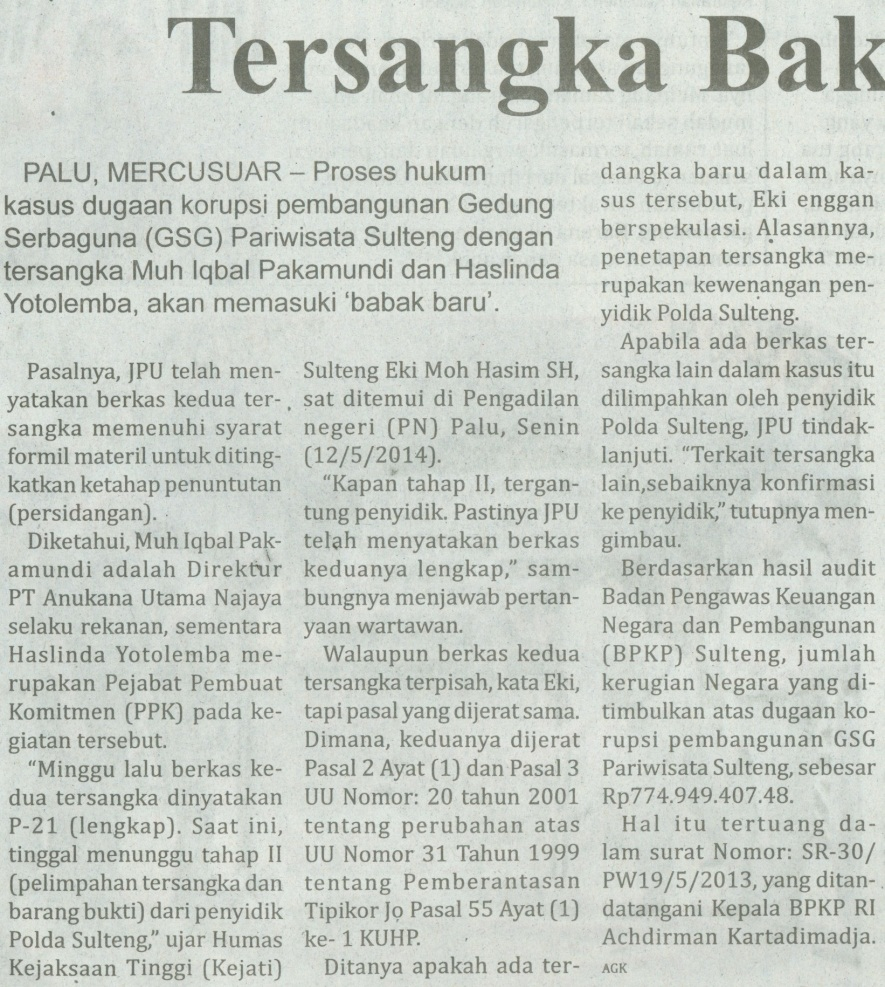 Tersangka Bak
PALU, MERCUSUAR – Proses hukum
kasus dugaan korupsi pembangunan Gedung
Serbaguna (GSG) Pariwisata Sulteng dengan
tersangka Muh Iqbal Pakamundi dan Haslinda
Yotolemba, akan memasuki ‘babak baru’.
Pasalnya, JPU telah men-
yatakan berkas kedua ter-
sangka memenuhi syarat
formil materil untuk diting-
katkan ketahap penuntutan
(persidangan).
Diketahui, Muh Iqbal Pak-
amundi adalah Direktur
PT Anukana Utama Najaya
selaku rekanan, sementara
Haslinda Yotolemba me-
rupakan Pejabat Pembuat
Komitmen (PPK) pada ke-
giatan tersebut.
“Minggu lalu berkas ke-
dua tersangka dinyatakan
P-21 (lengkap). Saat ini,
tinggal menunggu tahap II
(pelimpahan tersangka dan
barang bukti) dari penyidik
Polda Sulteng,” ujar Humas
Kejaksaan Tinggi (Kejati)
Sulteng Eki Moh Hasim SH,
sat ditemui di Pengadilan
negeri (PN) Palu, Senin
(12/5/2014).
“Kapan tahap II, tergan-
tung penyidik. Pastinya JPU
telah menyatakan berkas
keduanya lengkap,” sam-
bungnya menjawab pertan-
yaan wartawan.
Walaupun berkas kedua
tersangka terpisah, kata Eki,
tapi pasal yang dijerat sama.
Dimana, keduanya dijerat
Pasal 2 Ayat (1) dan Pasal 3
UU Nomor: 20 tahun 2001
tentang perubahan atas
UU Nomor 31 Tahun 1999
tentang Pemberantasan
Tipikor Jo Pasal 55 Ayat (1)
ke- 1 KUHP.
Ditanya apakah ada ter-
dangka baru dalam ka-
sus tersebut, Eki enggan
berspekulasi. Alasannya,
penetapan tersangka me-
rupakan kewenangan pen-
yidik Polda Sulteng.
Apabila ada berkas ter-
sangka lain dalam kasus itu
dilimpahkan oleh penyidik
Polda Sulteng, JPU tindak-
lanjuti. “Terkait tersangka
lain,sebaiknya konfirmasi
ke penyidik,” tutupnya men-
gimbau.
Berdasarkan hasil audit
Badan Pengawas Keuangan
Negara dan Pembangunan
(BPKP) Sulteng, jumlah
kerugian Negara yang di-
timbulkan atas dugaan ko-
rupsi pembangunan GSG
Pariwisata Sulteng, sebesar
Rp774.949.407.48.
Hal itu tertuang da-
lam surat Nomor: SR-30/
PW19/5/2013, yang ditan-
datangani Kepala BPKP RI
Achdirman Kartadimadja.
AGK